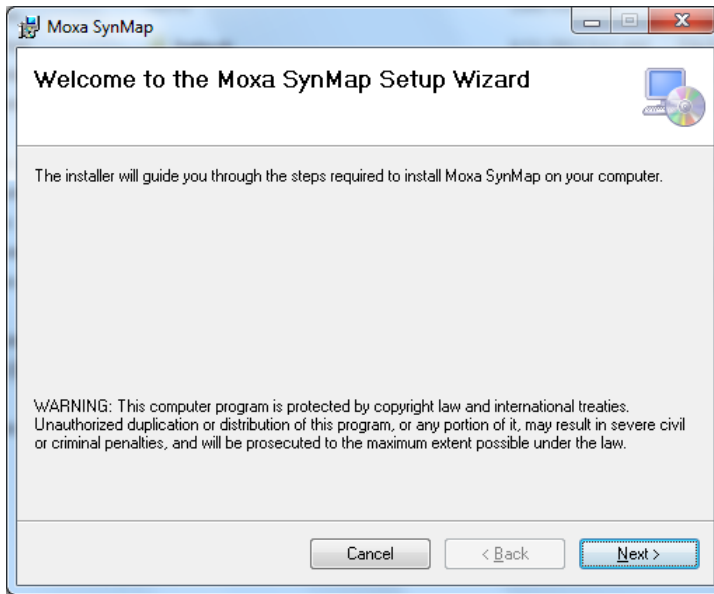 Moxa SynMap
Welcome to the Moxa SynMap Setup Wizard
The installer will guide you through the steps required to install Moxa SynMap on your computer.
WARNING: This computer program is protected by copyright law and international treaties.
Unauthorized duplication or distribution of this program, or any portion of it, may result in severe civil
or criminal penalties, and will be prosecuted to the maximum extent possible under the law.
Cancel
< Back
Next >